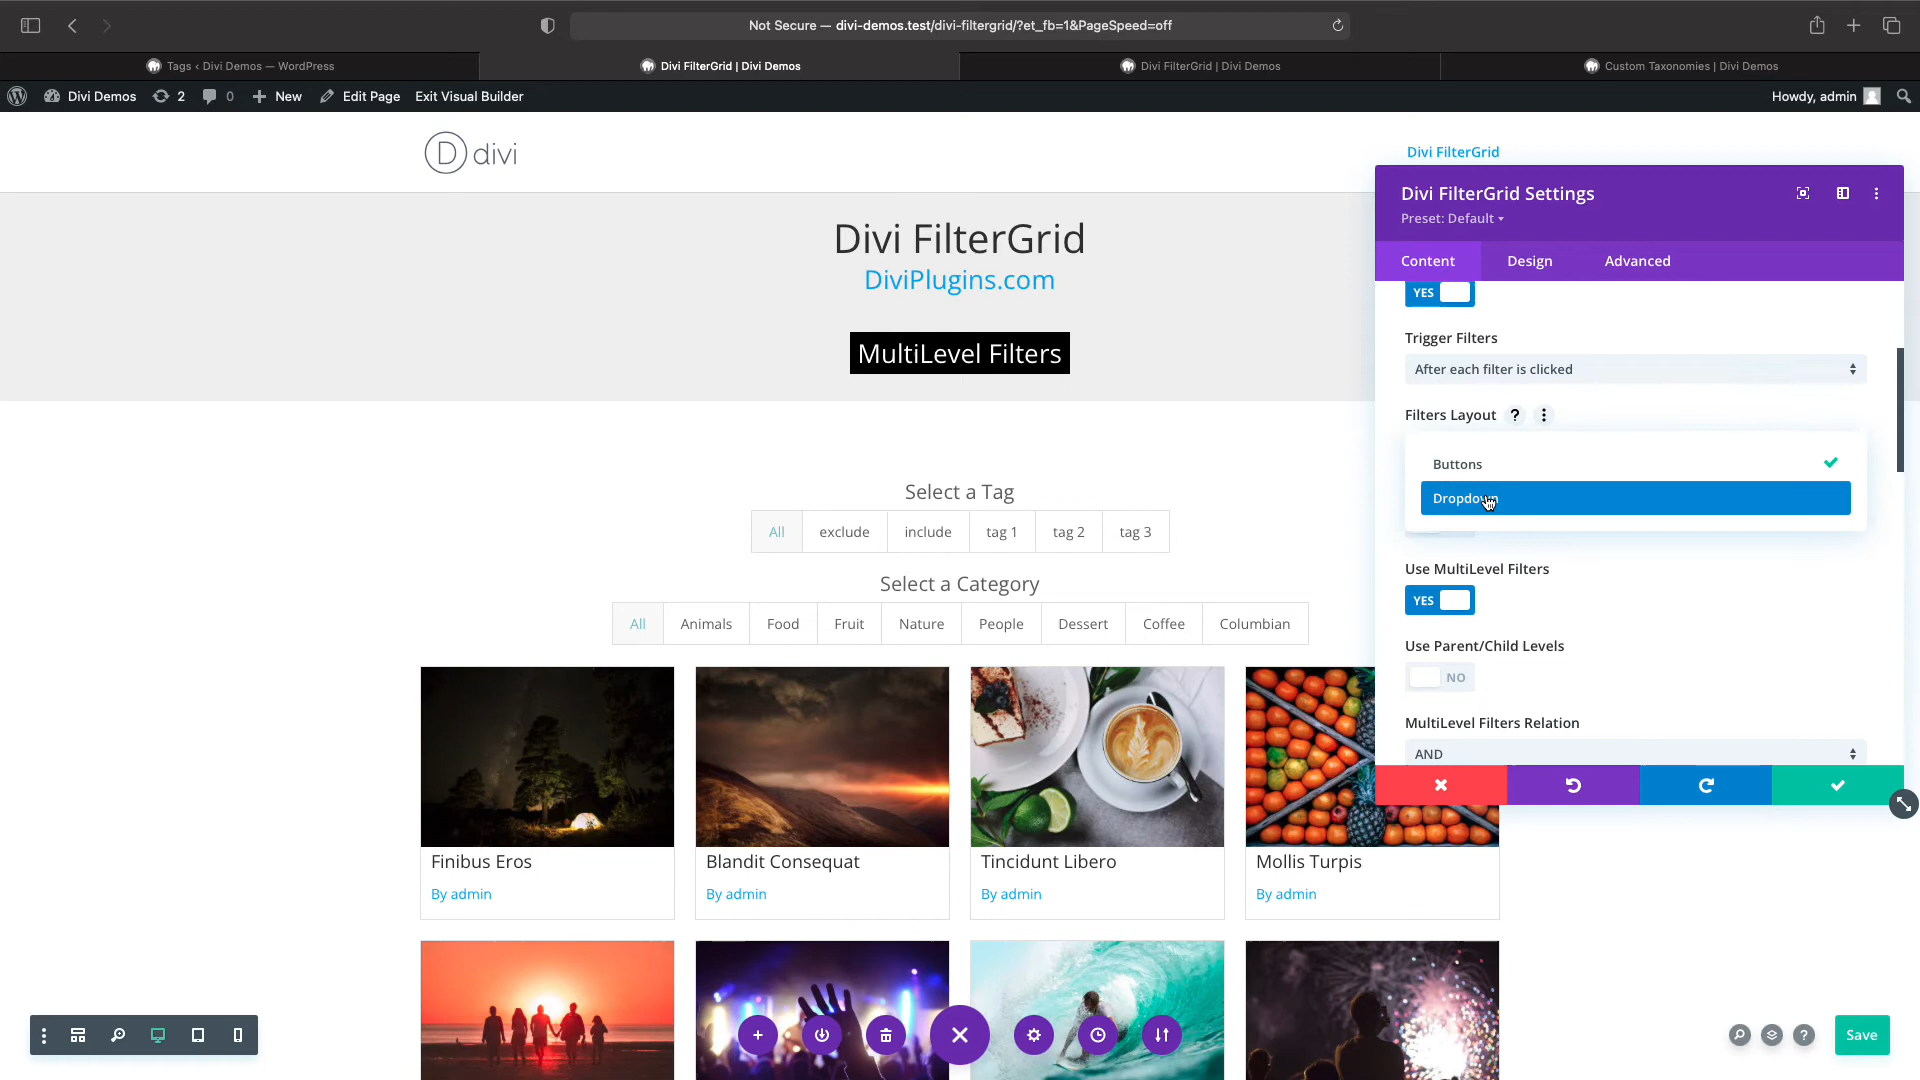 Not Secure — divi-demos.test/divi-filtergrid/?et_fb=1&PageSpeed=off
Tags ‹ Divi Demos — WordPress
Divi FilterGrid | Divi Demos
Divi FilterGrid | Divi Demos
Custom Taxonomies | Divi Demos
Divi Demos
2
0
New
Edit Page
Exit Visual Builder
Howdy, admin
D divi
Divi FilterGrid
Divi FilterGrid
DiviPlugins.com
MultiLevel Filters
Divi FilterGrid Settings
Preset: Default
Content
Design
Advanced
YES
Trigger Filters
After each filter is clicked
Filters Layout ?
Buttons
Dropdown
Use MultiLevel Filters
YES
Use Parent/Child Levels
NO
MultiLevel Filters Relation
AND
Select a Tag
All
exclude
include
tag 1
tag 2
tag 3
Select a Category
All
Animals
Food
Fruit
Nature
People
Dessert
Coffee
Columbian
Finibus Eros
Blandit Consequat
Tincidunt Libero
Mollis Turpis
By admin
By admin
By admin
By admin
?
Save